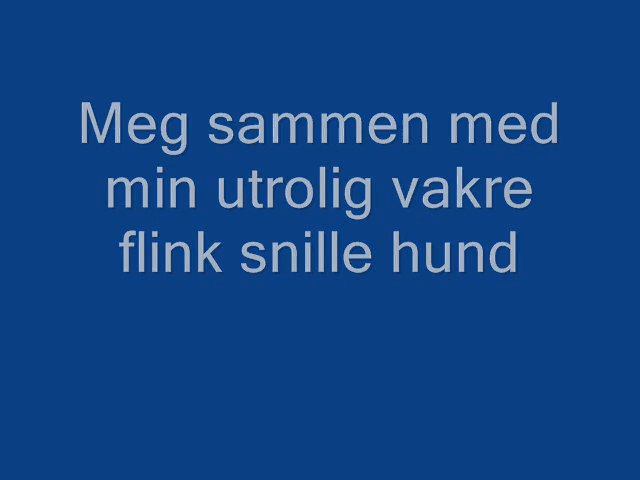 Meg sammen med
min utrolig vakre
flink snille hund